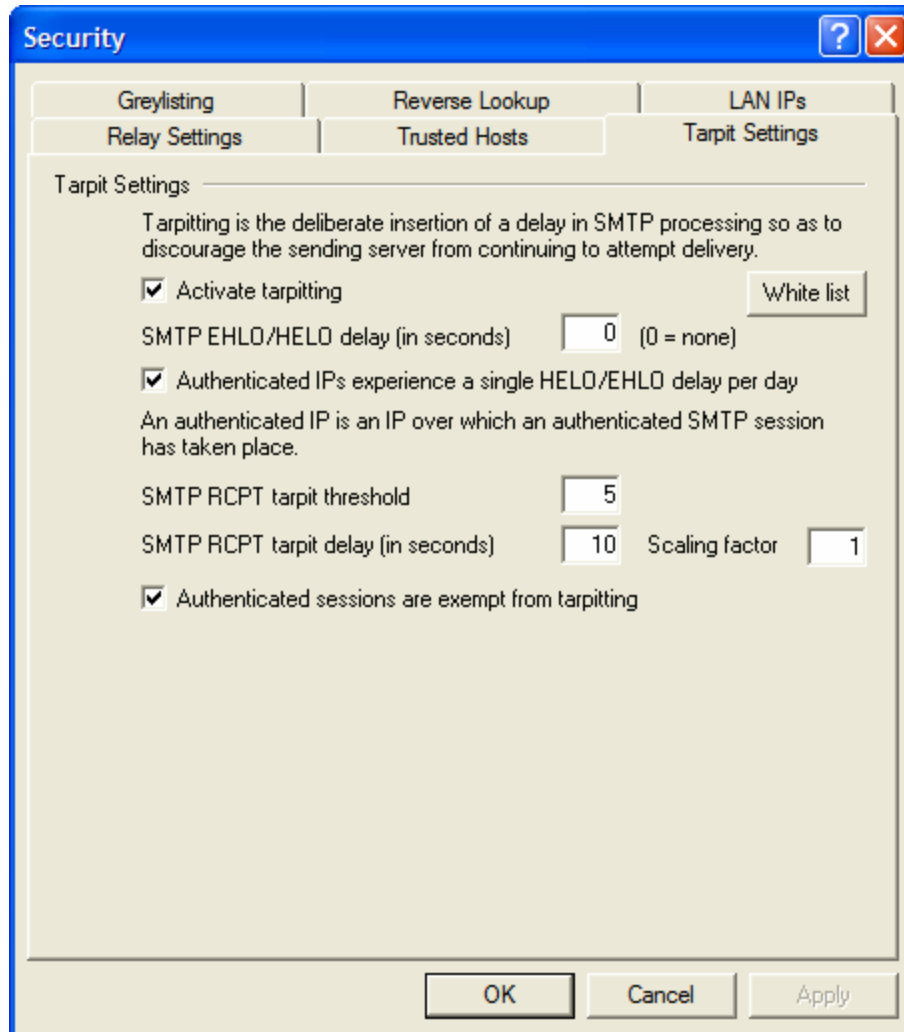 Security
Greylisting Reverse Lookup LAN IPs
Relay Settings Trusted Hosts Tarpit Settings
Tarpit Settings
Tarpitting is the deliberate insertion of a delay in SMTP processing so as to
discourage the sending server from continuing to attempt delivery.
Activate tarpitting White list
SMTP EHLO/HELO delay (in seconds) 0 (0 = none)
Authenticated IPs experience a single HELO/EHLO delay per day
An authenticated IP is an IP over which an authenticated SMTP session
has taken place.
SMTP RCPT tarpit threshold 5
SMTP RCPT tarpit delay (in seconds) 10 Scaling factor 1
Authenticated sessions are exempt from tarpitting
OK Cancel Apply